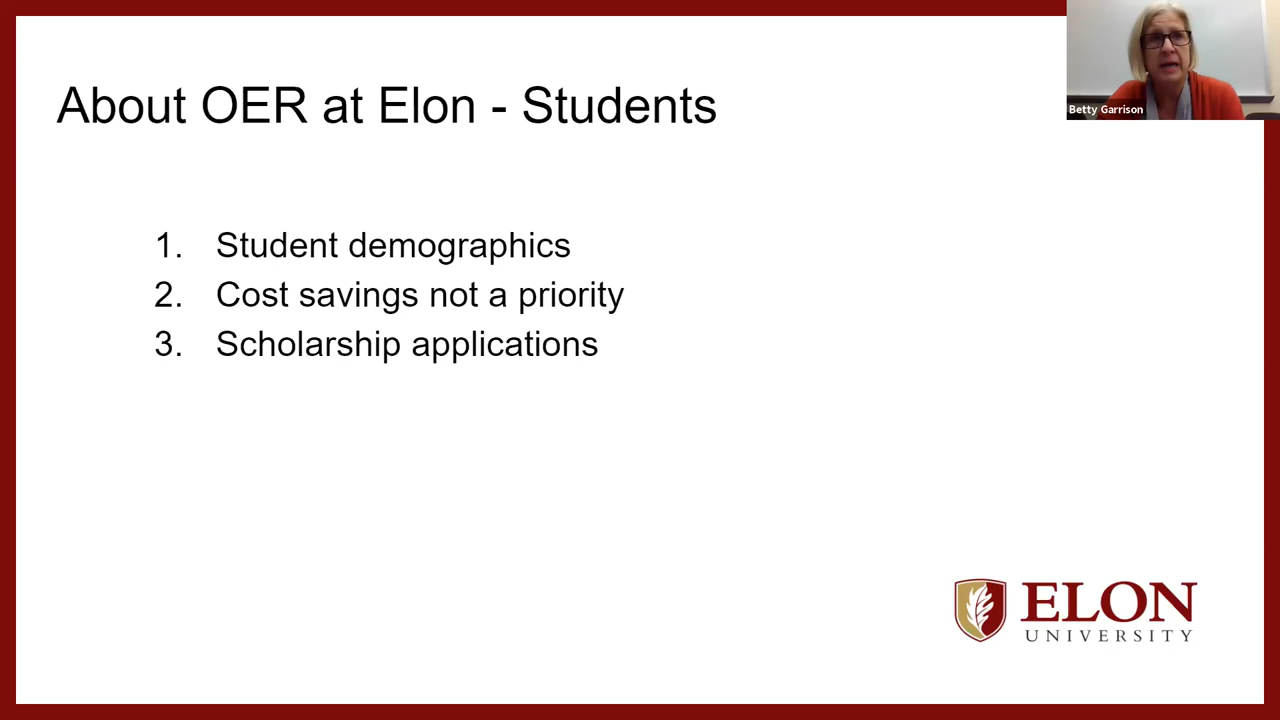 About OER at Elon - Students
Betty Garrison
1. Student demographics
2. Cost savings not a priority
3. Scholarship applications
ELON
UNIVERSITY